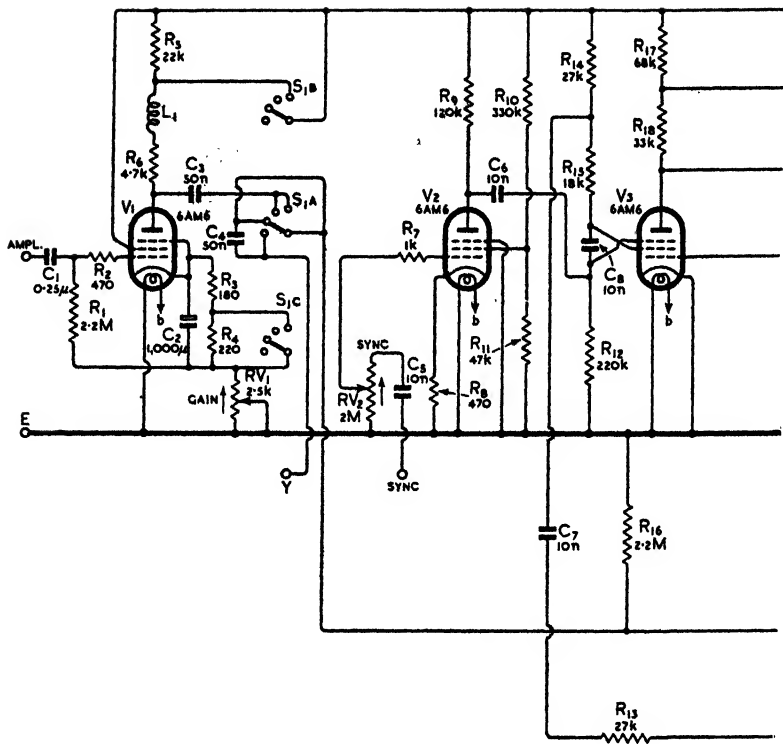 R5
22k
L1
R6
4.7k
S1B
C3
50n
S1A
V1
6AM6
C4
50n
AMPL.
C1
0.25μ
R2
470
R1
2.2M
b
C2
1,000μ
R3
180
R4
220
S1C
GAIN
RV1
2.5k
E
Y
R9
120k
R10
330k
C6
10n
V2
6AM6
R7
1k
b
SYNC
RV2
2M
C5
10n
R8
470
R11
47k
SYNC
R14
27k
R15
18k
C8
10n
R12
220k
R17
68k
R18
33k
V3
6AM6
b
C7
10n
R16
2.2M
R13
27k